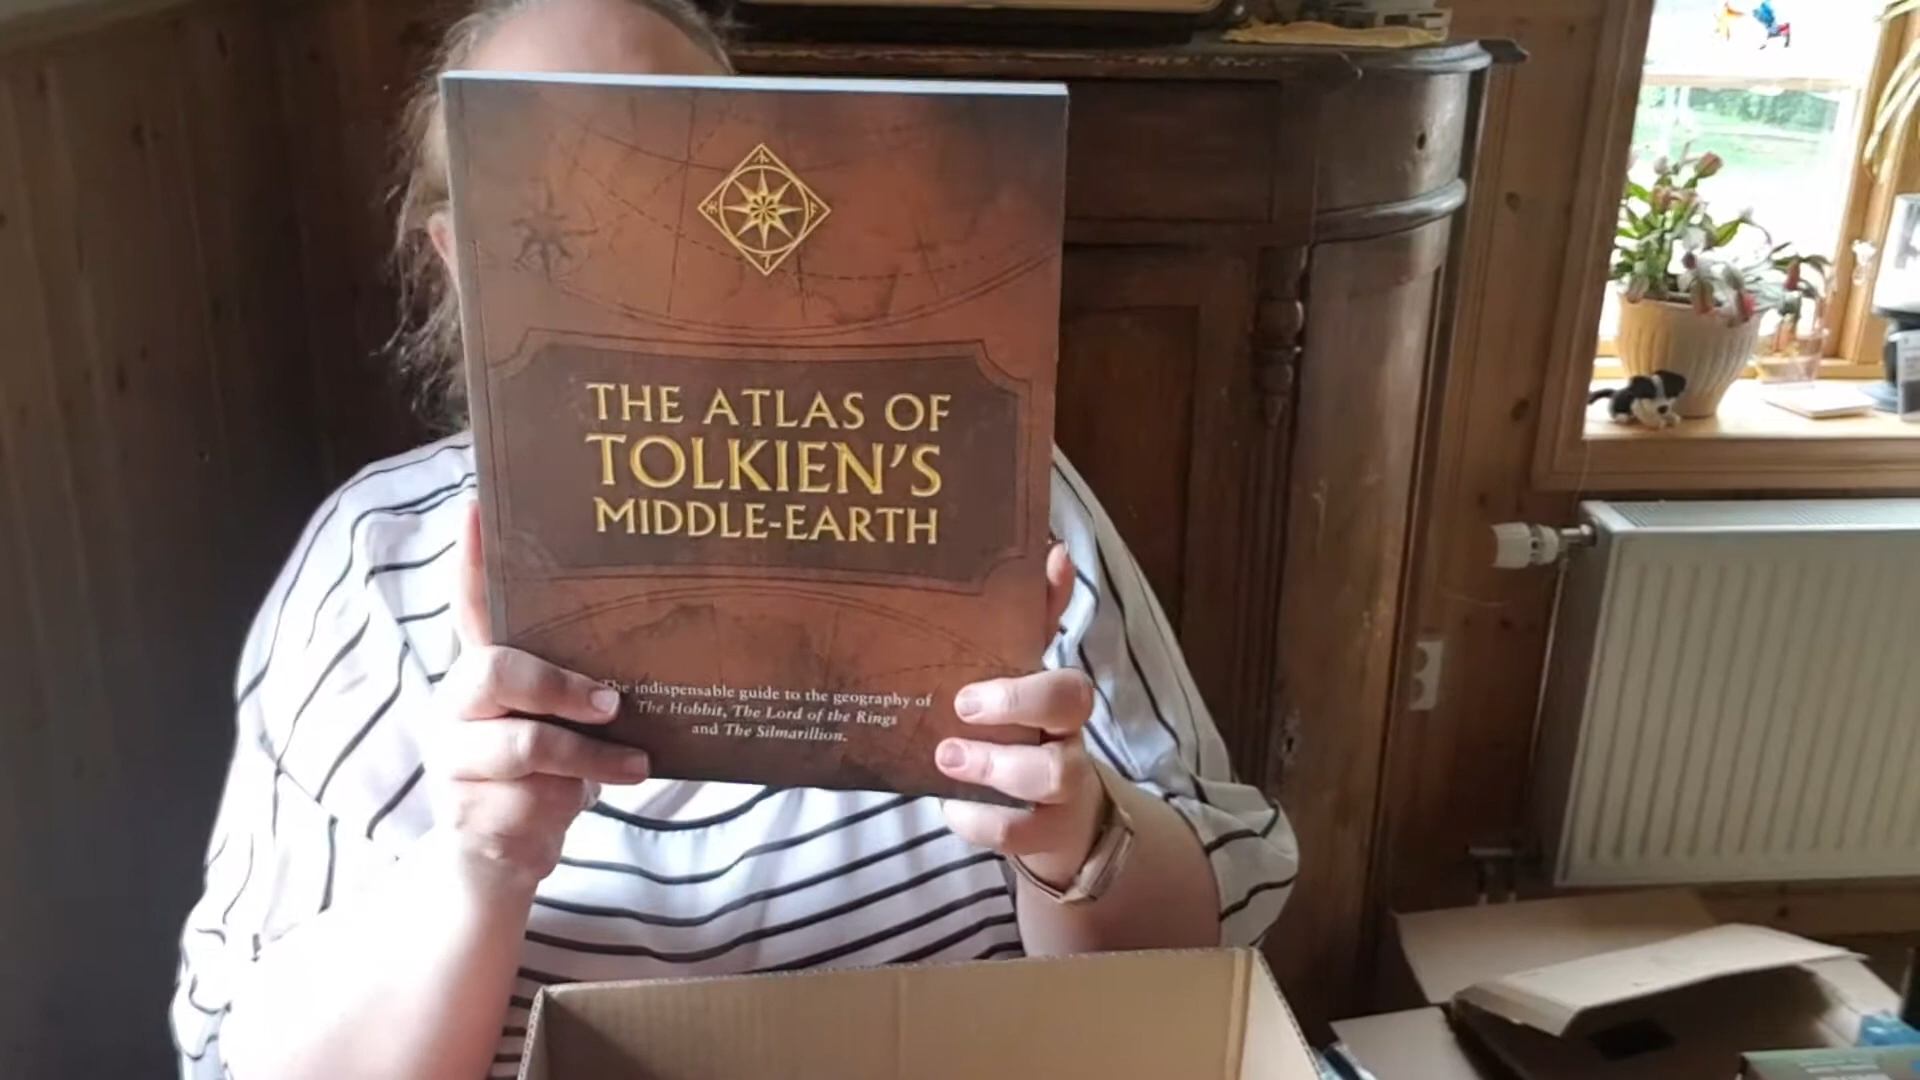 THE ATLAS OF
TOLKIEN'S
MIDDLE-EARTH
The indispensable guide to the geography of
The Hobbit, The Lord of the Rings
and The Silmarillion.